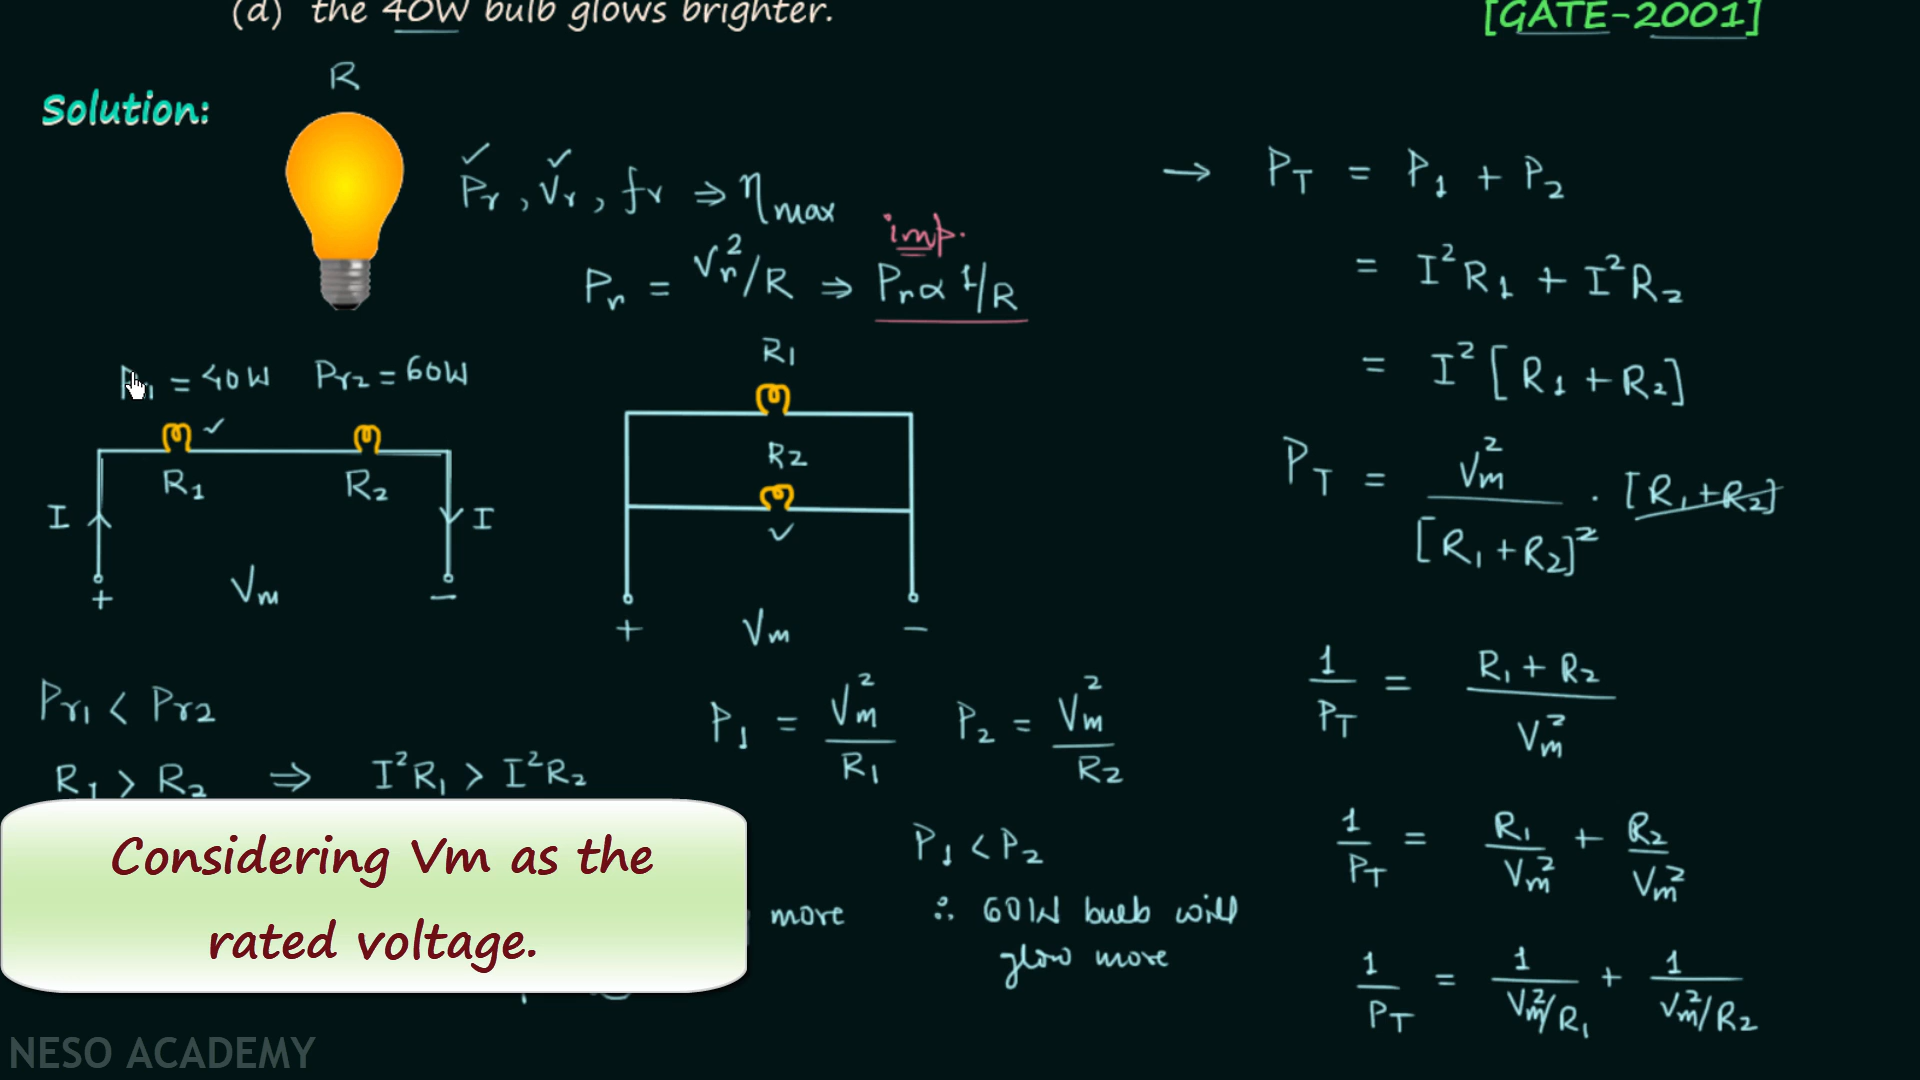 (d) the 40W bulb glows brighter.
[GATE-2001]
Solution:
R
Pr, Vr, fr ⇒ ηmax
imp.
Pr = Vr²/R ⇒ Pr ∝ 1/R
Pr1 = 40W Pr2 = 60W
R1 R2
I I
+ Vm −
R1
R2
+ Vm −
Pr1 < Pr2
R1 > R2 ⇒ I²R1 > I²R2
P1 = Vm²/R1 P2 = Vm²/R2
P1 < P2
more
∴ 60W bulb will
glow more
Considering Vm as the
rated voltage.
→ PT = P1 + P2
= I²R1 + I²R2
= I² [R1 + R2]
PT = Vm²/[R1 + R2]² · [R1 + R2]
1/PT = R1 + R2/Vm²
1/PT = R1/Vm² + R2/Vm²
1/PT = 1/Vm²/R1 + 1/Vm²/R2
NESO ACADEMY